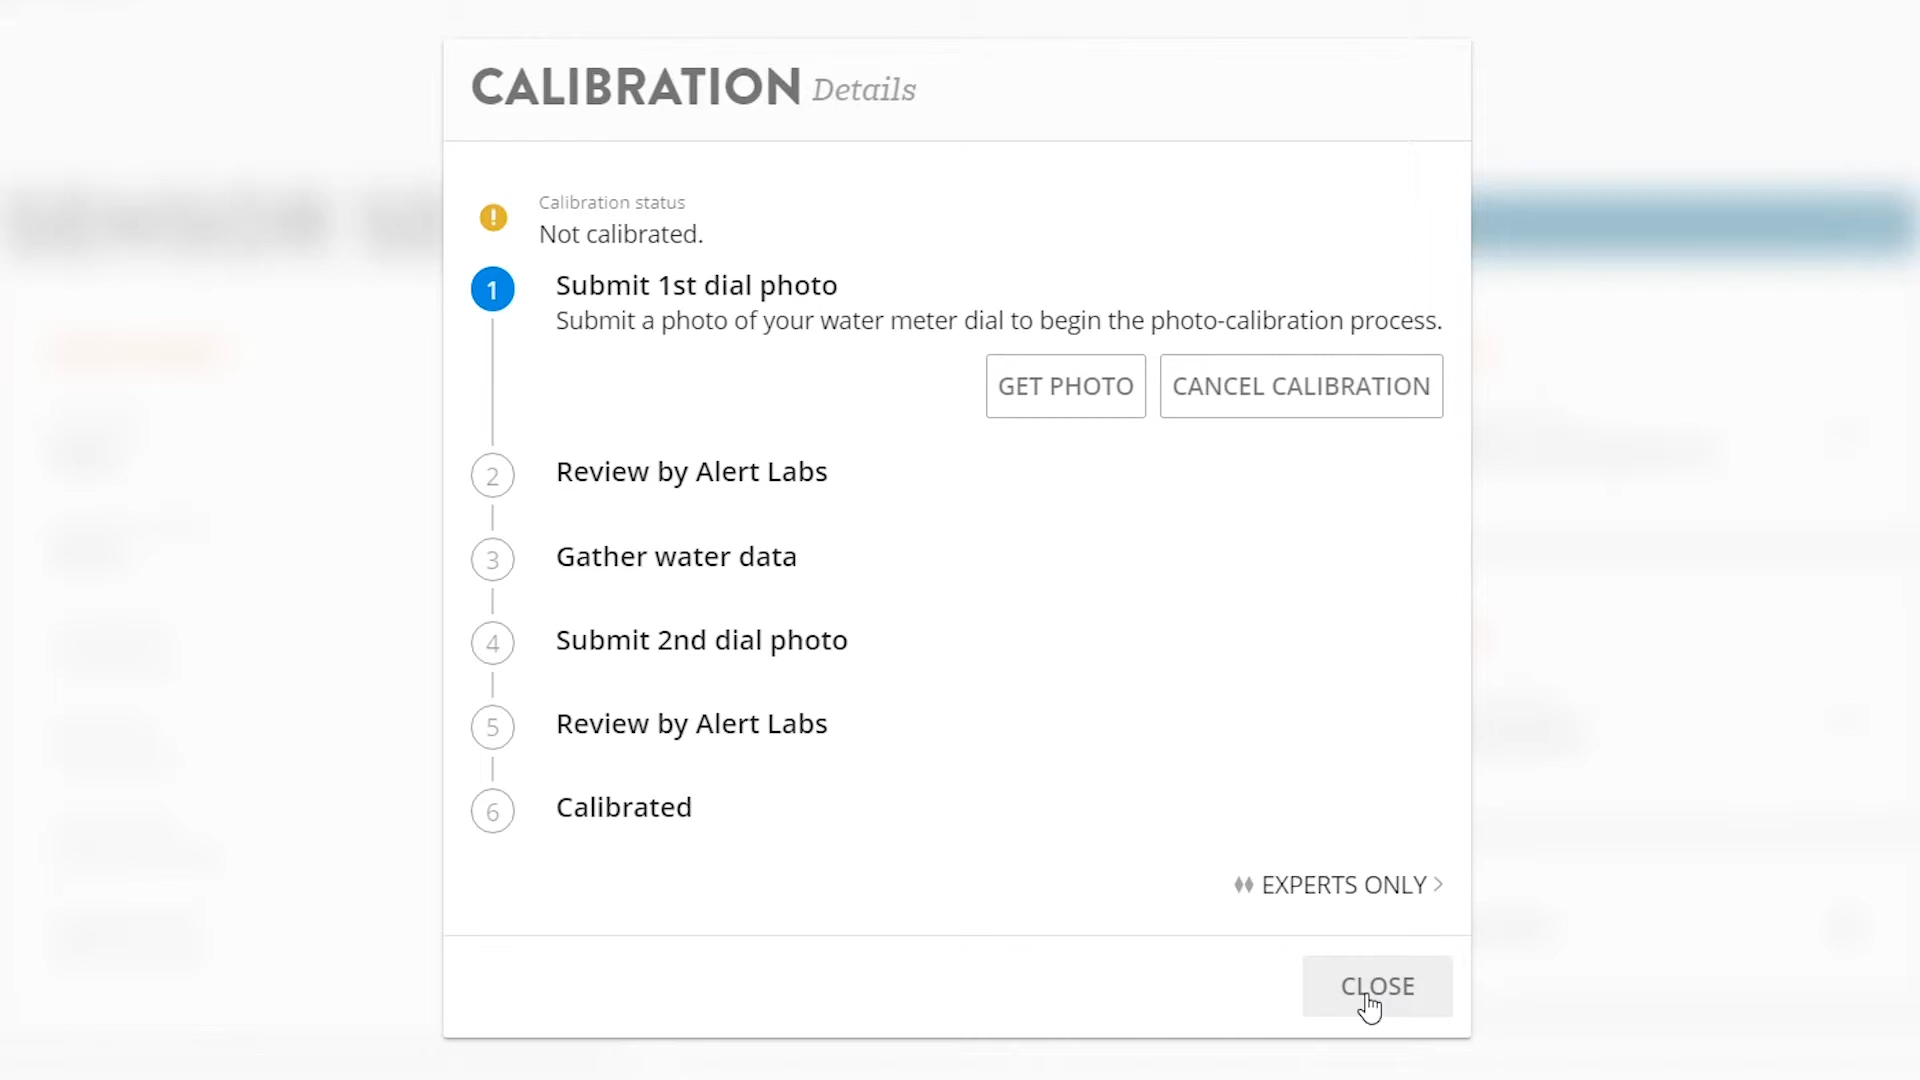 CALIBRATION Details
Calibration status
Not calibrated.
1 Submit 1st dial photo
Submit a photo of your water meter dial to begin the photo-calibration process.
GET PHOTO CANCEL CALIBRATION
2 Review by Alert Labs
3 Gather water data
4 Submit 2nd dial photo
5 Review by Alert Labs
6 Calibrated
EXPERTS ONLY
CLOSE